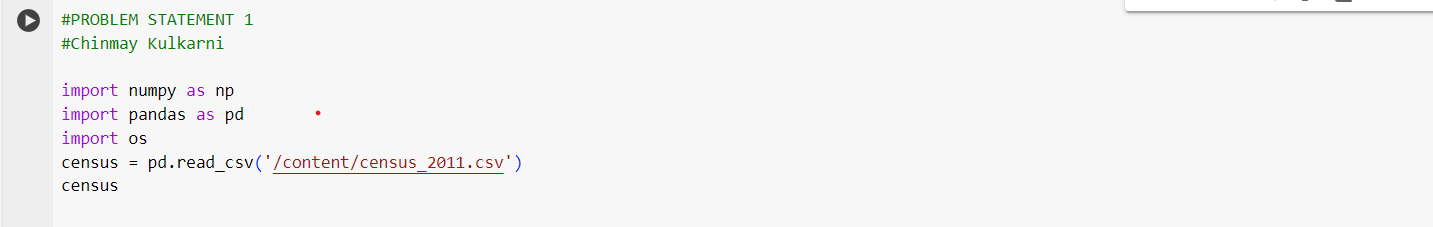 #PROBLEM STATEMENT 1
#Chinmay Kulkarni
import numpy as np
import pandas as pd
import os
census = pd.read_csv('/content/census_2011.csv')
census